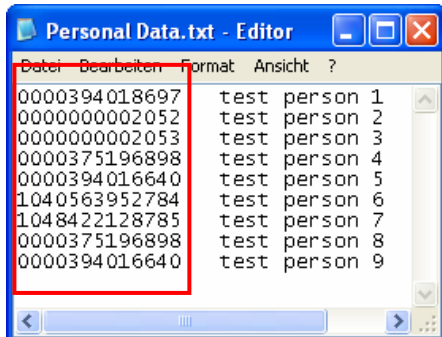 Personal Data.txt - Editor
Datei Bearbeiten Format Ansicht ?
0000394018697 test person 1
0000000002052 test person 2
0000000002053 test person 3
0000375196898 test person 4
0000394016640 test person 5
1040563952784 test person 6
1048422128785 test person 7
0000375196898 test person 8
0000394016640 test person 9